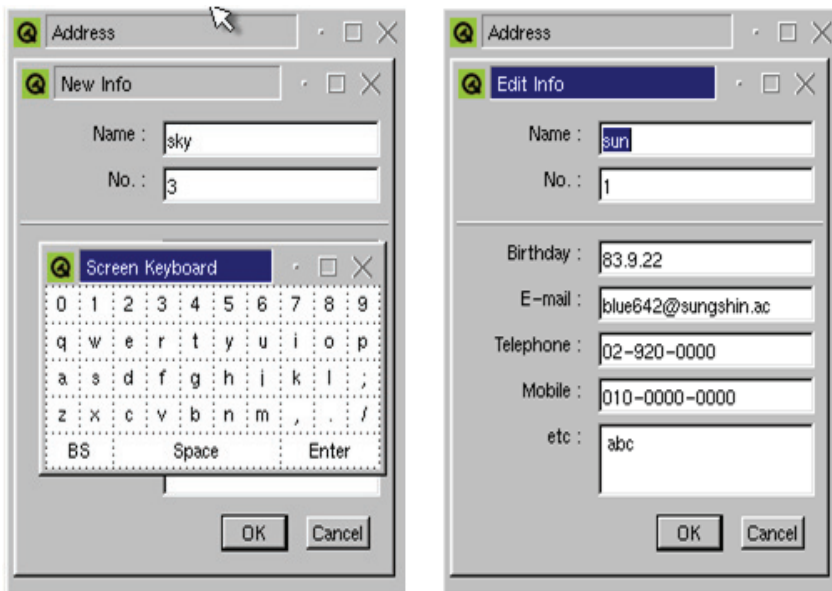 Address
New Info
Name :
sky
No. :
3
Screen Keyboard
0 1 2 3 4 5 6 7 8 9
q w e r t y u i o p
a s d f g h j k l ;
z x c v b n m , . /
BS Space Enter
OK Cancel
Address
Edit Info
Name :
sun
No. :
1
Birthday :
83.9.22
E-mail :
blue642@sungshin.ac
Telephone :
02-920-0000
Mobile :
010-0000-0000
etc :
abc
OK Cancel